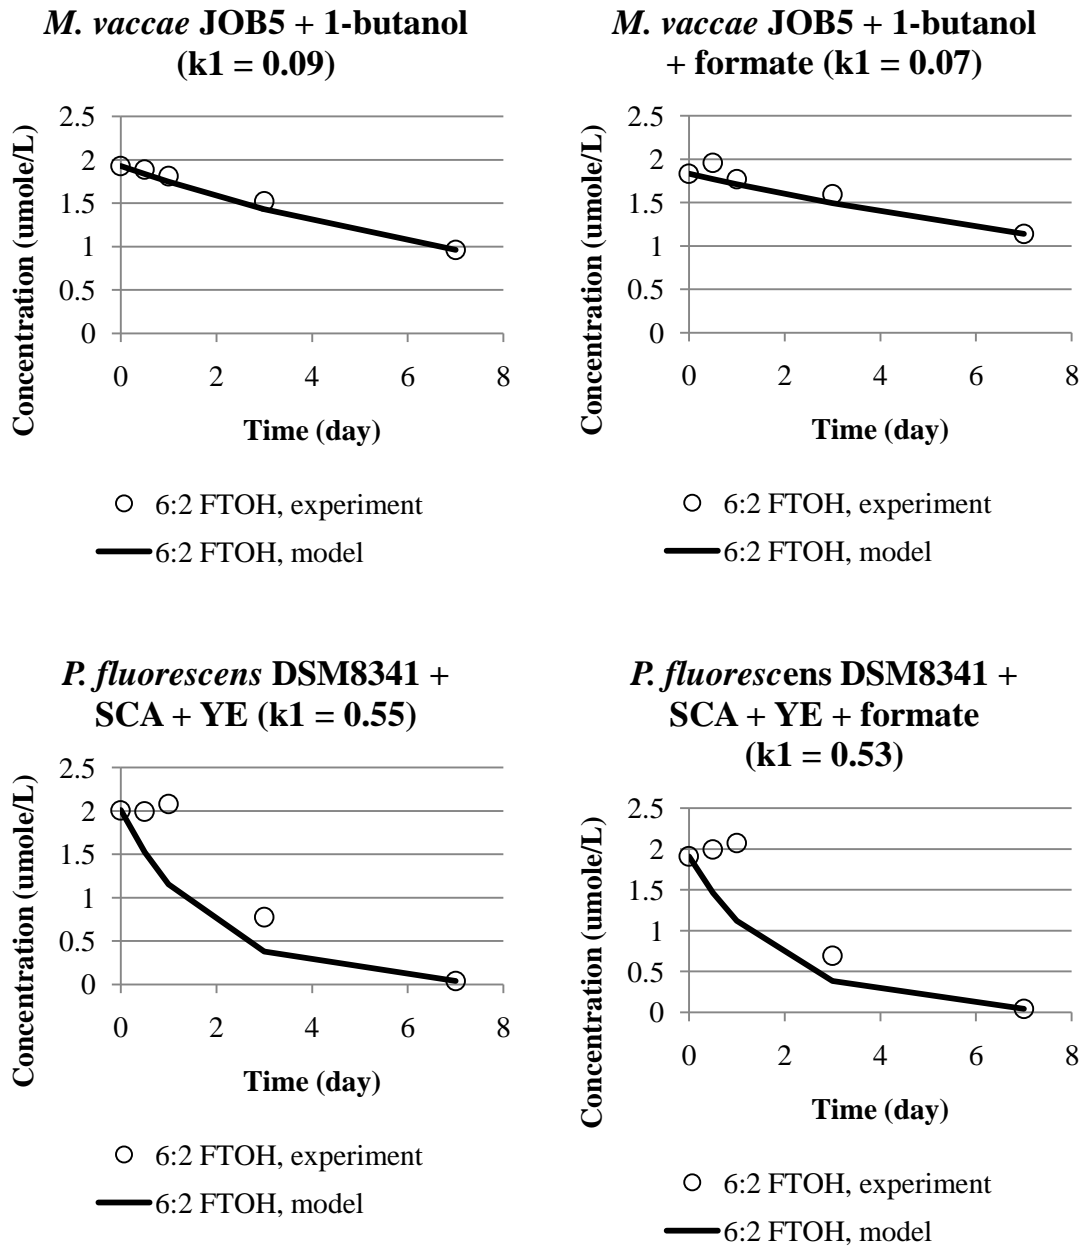 M. vaccae JOB5 + 1-butanol
(k1 = 0.09)
Concentration (umole/L)
2.5
2
1.5
1
0.5
0
0 2 4 6 8
Time (day)
6:2 FTOH, experiment
6:2 FTOH, model
M. vaccae JOB5 + 1-butanol
+ formate (k1 = 0.07)
Concentration (umole/L)
2.5
2
1.5
1
0.5
0
0 2 4 6 8
Time (day)
6:2 FTOH, experiment
6:2 FTOH, model
P. fluorescens DSM8341 +
SCA + YE (k1 = 0.55)
Concentration (umole/L)
2.5
2
1.5
1
0.5
0
0 2 4 6 8
Time (day)
6:2 FTOH, experiment
6:2 FTOH, model
P. fluorescens DSM8341 +
SCA + YE + formate
(k1 = 0.53)
Concentration (umole/L)
2.5
2
1.5
1
0.5
0
0 2 4 6 8
Time (day)
6:2 FTOH, experiment
6:2 FTOH, model